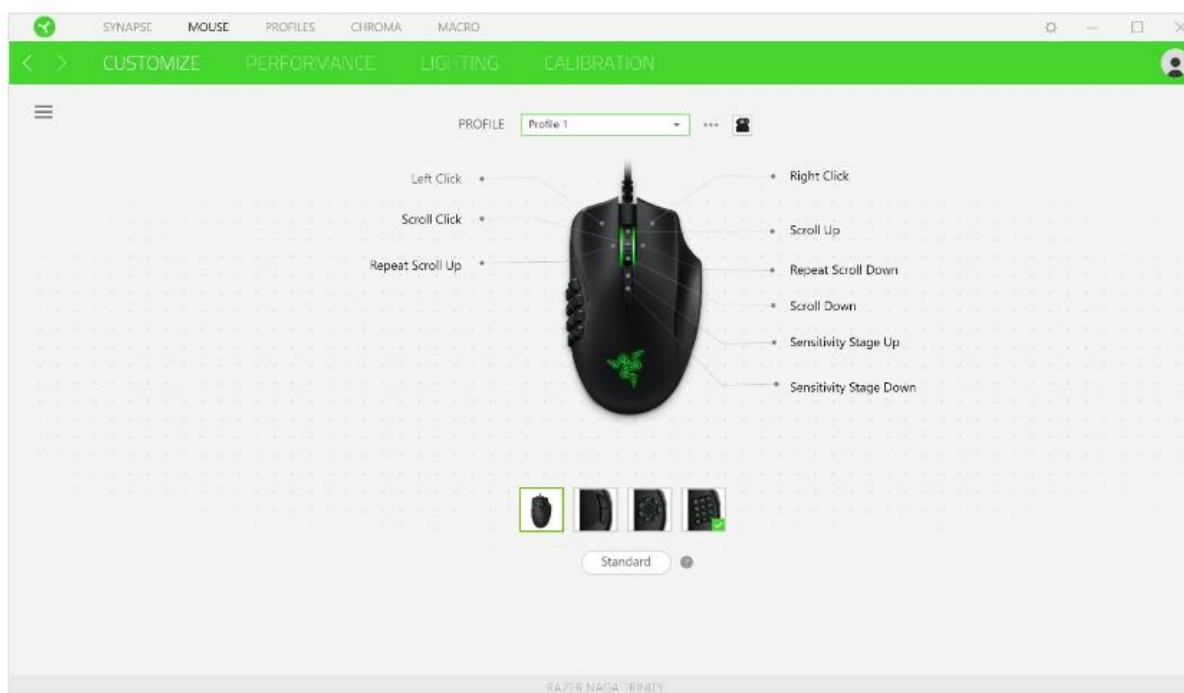 SYNAPSE MOUSE PROFILES CHROMA MACRO
CUSTOMIZE PERFORMANCE LIGHTING CALIBRATION
PROFILE Profile 1
Left Click
Right Click
Scroll Click
Scroll Up
Repeat Scroll Up
Repeat Scroll Down
Scroll Down
Sensitivity Stage Up
Sensitivity Stage Down
Standard ?
RAZER NAGA TRINITY